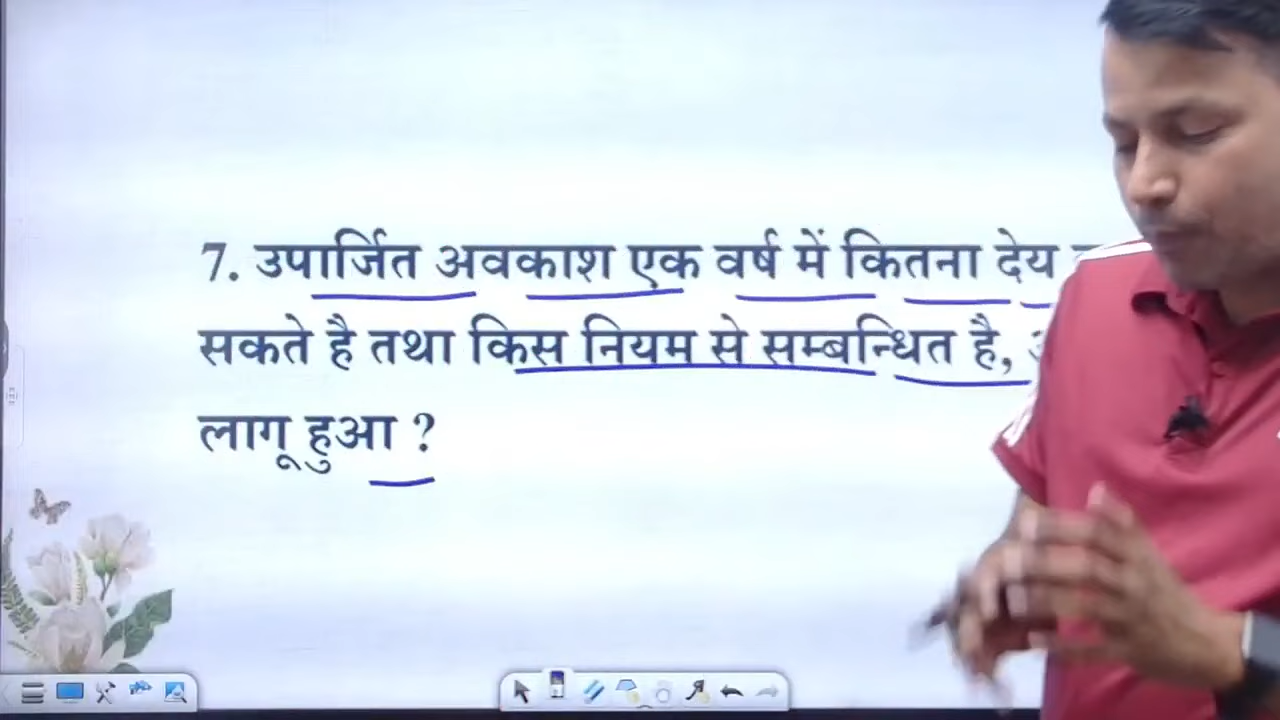 7. उपार्जित अवकाश एक वर्ष में कितना देय
सकते है तथा किस नियम से सम्बन्धित है,
लागू हुआ ?